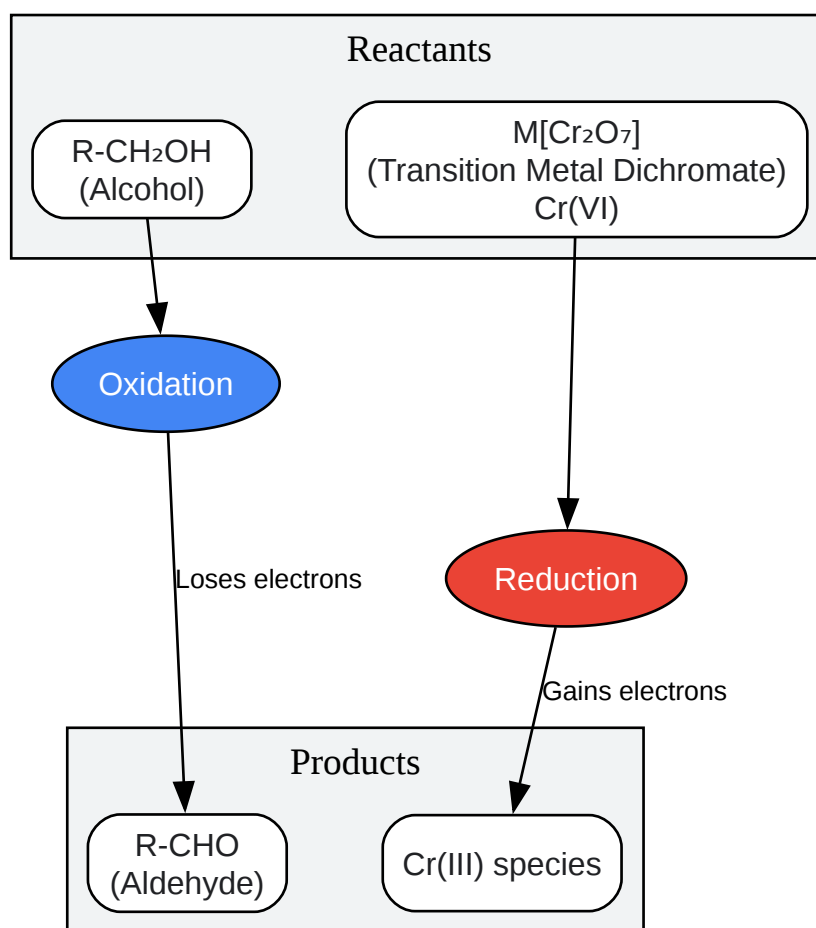 Reactants
R-CH₂OH
(Alcohol)
M[Cr₂O₇]
(Transition Metal Dichromate)
Cr(VI)
Oxidation
Loses electrons
Reduction
Gains electrons
Products
R-CHO
(Aldehyde)
Cr(III) species